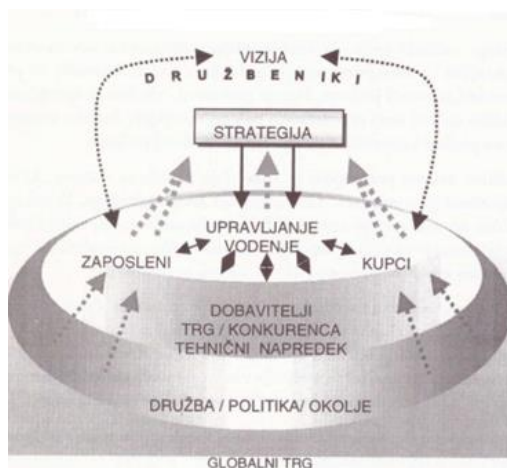 VIZIJA
DRUŽBENIKI
STRATEGIJA
UPRAVLJANJE
VODENJE
ZAPOSLENI
KUPCI
DOBAVITELJI
TRG / KONKURENCA
TEHNIČNI NAPREDEK
DRUŽBA / POLITIKA/ OKOLJE
GLOBALNI TRG